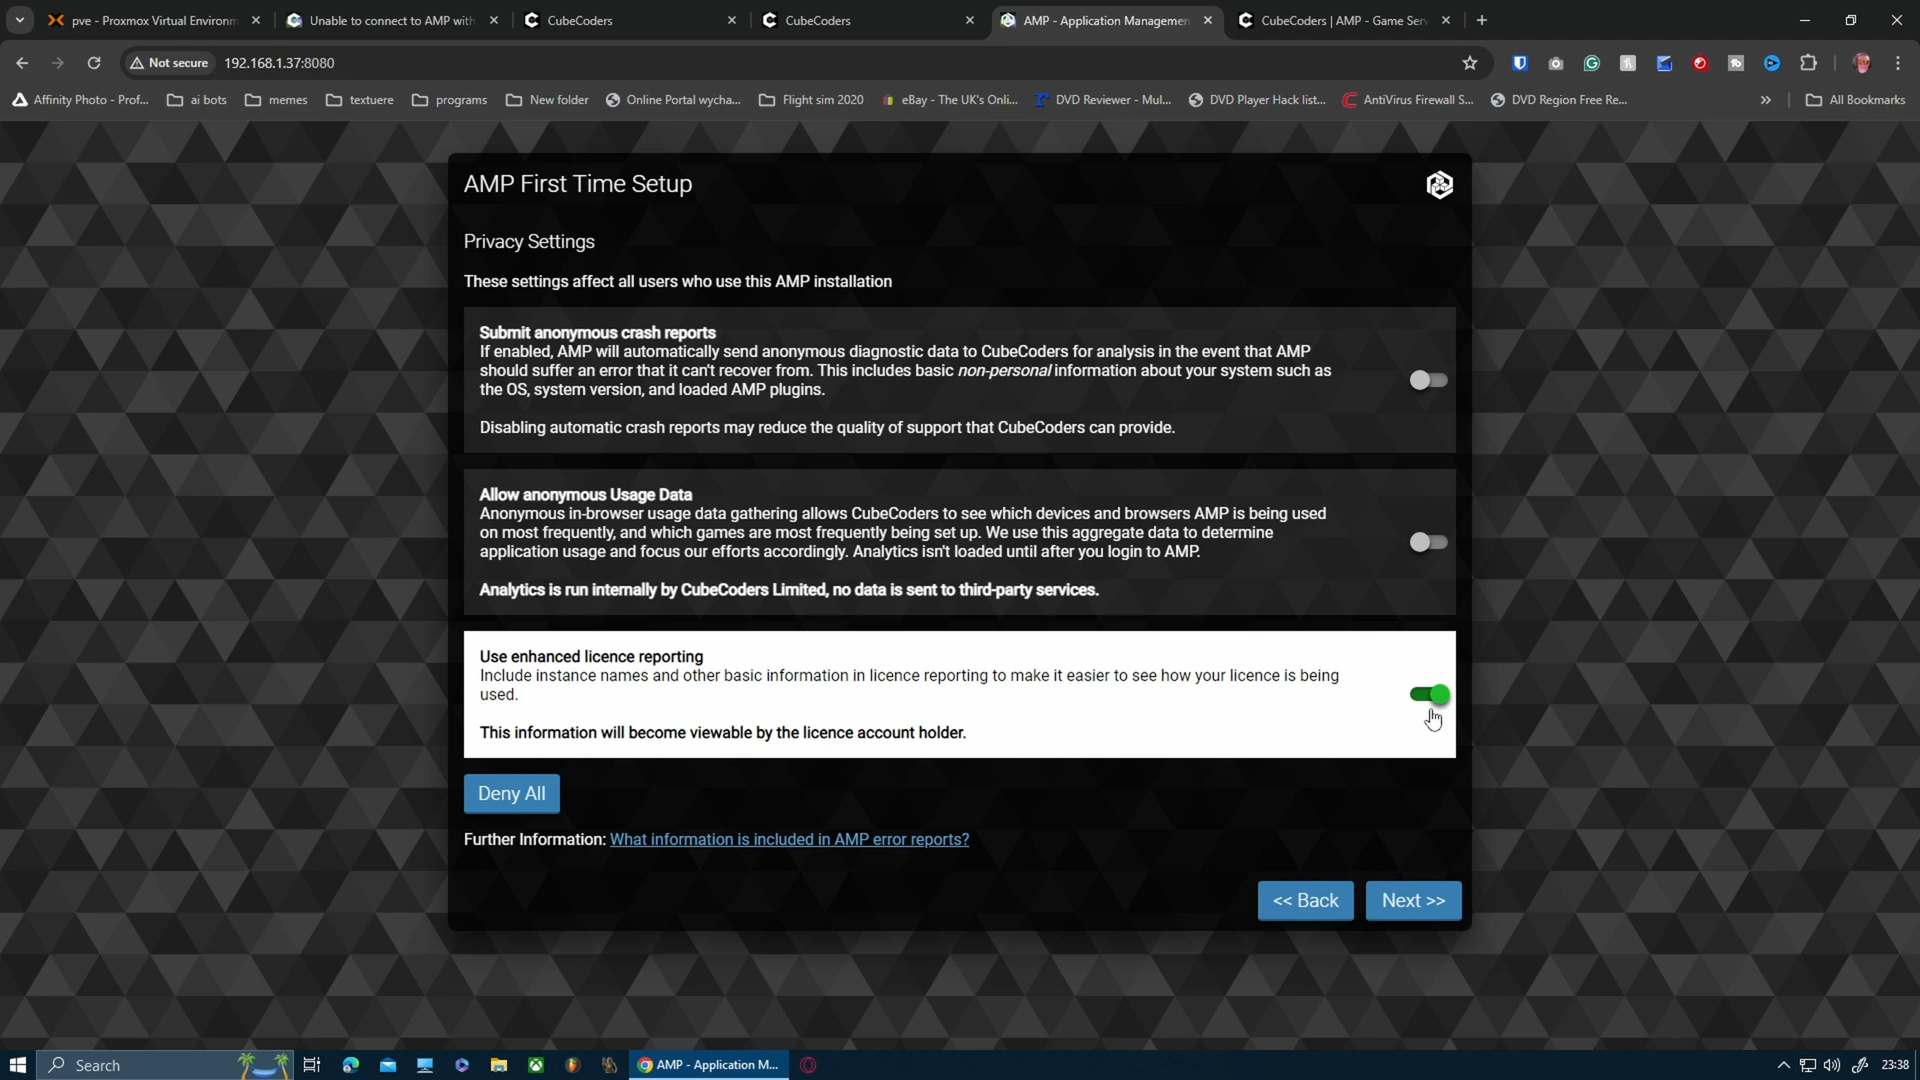 pve - Proxmox Virtual Environm
Unable to connect to AMP with
CubeCoders
CubeCoders
AMP - Application Managemen
CubeCoders | AMP - Game Serv
Not secure
192.168.1.37:8080
Affinity Photo - Prof...
ai bots
memes
textuere
programs
New folder
Online Portal wycha...
Flight sim 2020
eBay - The UK's Onli...
DVD Reviewer - Mul...
DVD Player Hack list...
AntiVirus Firewall S...
DVD Region Free Re...
All Bookmarks
AMP First Time Setup
Privacy Settings
These settings affect all users who use this AMP installation
Submit anonymous crash reports
If enabled, AMP will automatically send anonymous diagnostic data to CubeCoders for analysis in the event that AMP
should suffer an error that it can't recover from. This includes basic non-personal information about your system such as
the OS, system version, and loaded AMP plugins.
Disabling automatic crash reports may reduce the quality of support that CubeCoders can provide.
Allow anonymous Usage Data
Anonymous in-browser usage data gathering allows CubeCoders to see which devices and browsers AMP is being used
on most frequently, and which games are most frequently being set up. We use this aggregate data to determine
application usage and focus our efforts accordingly. Analytics isn't loaded until after you login to AMP.
Analytics is run internally by CubeCoders Limited, no data is sent to third-party services.
Use enhanced licence reporting
Include instance names and other basic information in licence reporting to make it easier to see how your licence is being
used.
This information will become viewable by the licence account holder.
Deny All
Further Information: What information is included in AMP error reports?
<< Back
Next >>
Search
AMP - Application M...
23:38